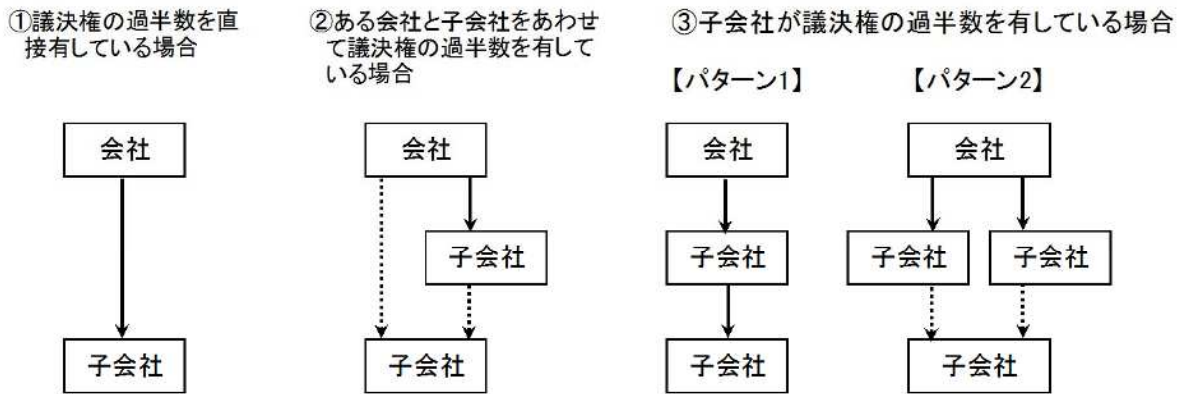 ①議決権の過半数を直
接有している場合
②ある会社と子会社をあわせ
て議決権の過半数を有して
いる場合
③子会社が議決権の過半数を有している場合
【パターン1】
【パターン2】
会社
子会社
会社
子会社
子会社
会社
子会社
子会社
会社
子会社
子会社
子会社